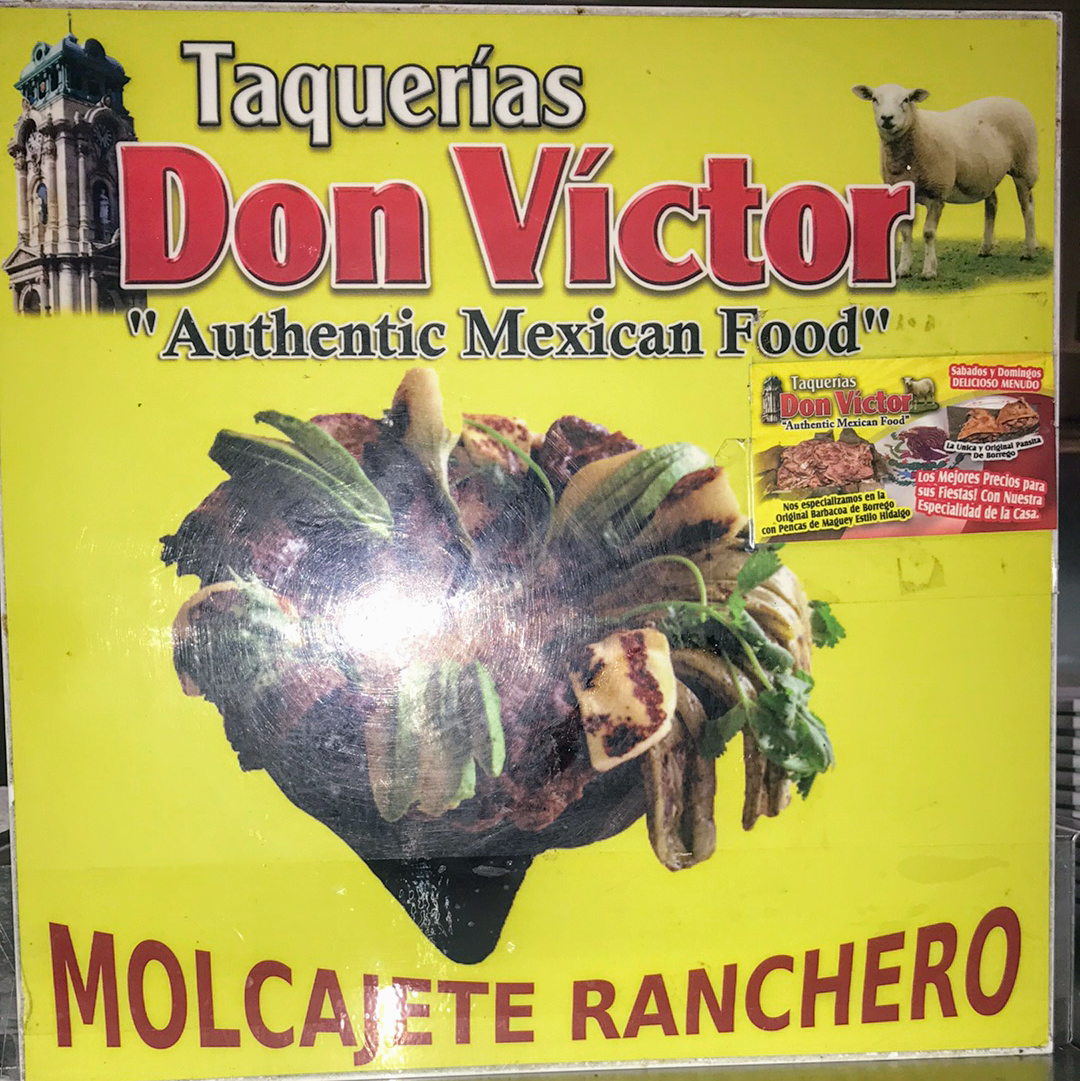 Taquerías
Don Víctor
"Authentic Mexican Food"
Taquerías
Don Víctor
"Authentic Mexican Food"
Sabados y Domingos
DELICIOSO MENUDO
La Unica y Original Pansita
De Borrego
Nos especializamos en la
Original Barbacoa de Borrego
con Pencas de Maguey Estilo Hidalgo
Los Mejores Precios para
sus Fiestas! Con Nuestra
Especialidad de la Casa.
MOLCAJETE RANCHERO